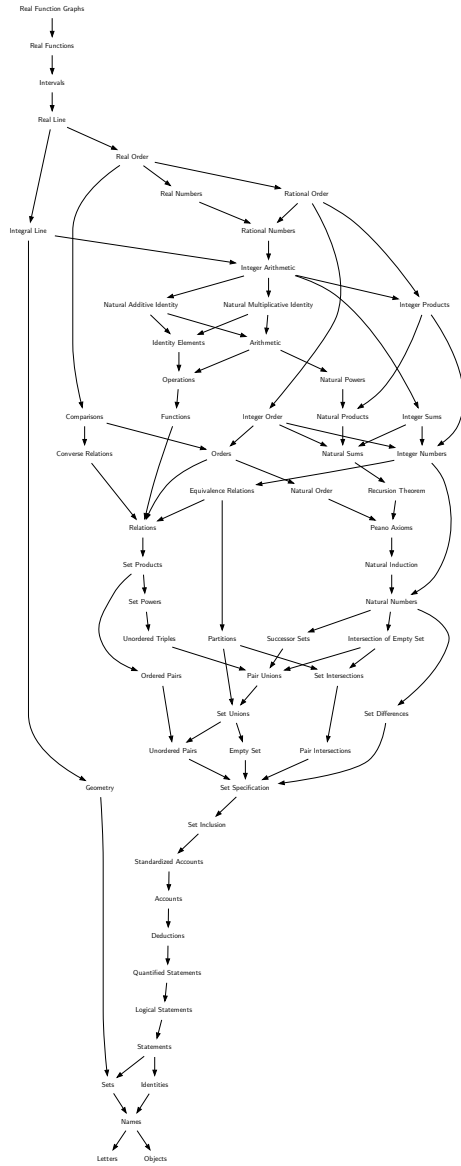 Real Function Graphs
Real Functions
Intervals
Real Line
Real Order
Real Numbers
Rational Order
Integral Line
Rational Numbers
Integer Arithmetic
Natural Additive Identity
Natural Multiplicative Identity
Integer Products
Identity Elements
Arithmetic
Operations
Natural Powers
Comparisons
Functions
Integer Order
Natural Products
Integer Sums
Converse Relations
Orders
Natural Sums
Integer Numbers
Equivalence Relations
Natural Order
Recursion Theorem
Relations
Peano Axioms
Set Products
Natural Induction
Set Powers
Natural Numbers
Unordered Triples
Partitions
Successor Sets
Intersection of Empty Set
Ordered Pairs
Pair Unions
Set Intersections
Set Unions
Set Differences
Unordered Pairs
Empty Set
Pair Intersections
Geometry
Set Specification
Set Inclusion
Standardized Accounts
Accounts
Deductions
Quantified Statements
Logical Statements
Statements
Sets
Identities
Names
Letters
Objects